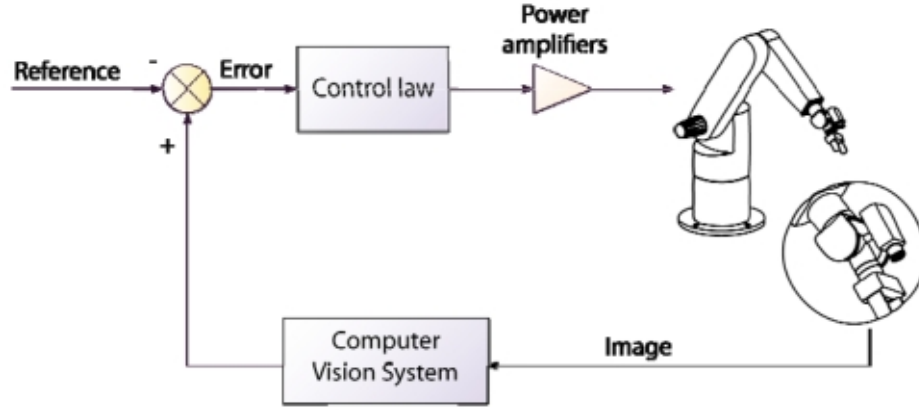 Power
amplifiers
-
Reference
Error
Control law
+
Computer
Vision System
Image